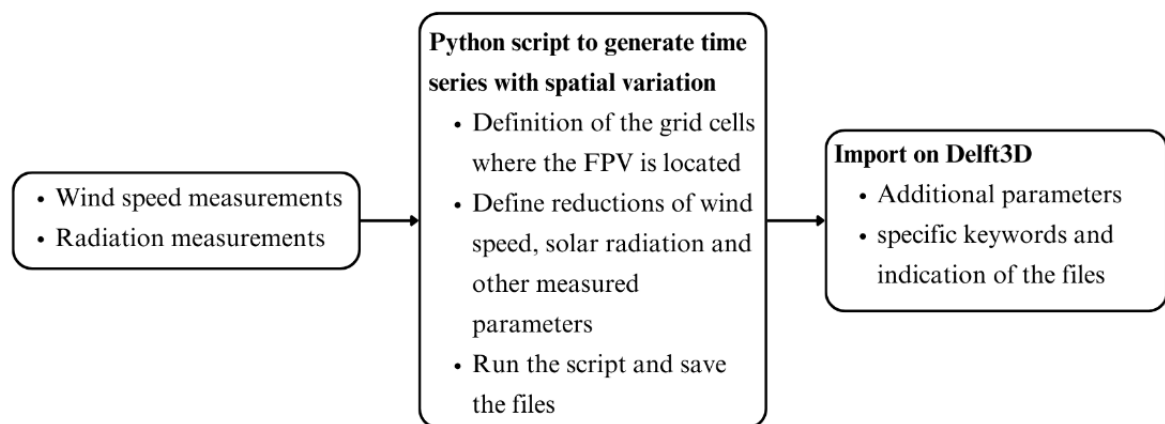 • Wind speed measurements
• Radiation measurements
Python script to generate time
series with spatial variation
• Definition of the grid cells
where the FPV is located
• Define reductions of wind
speed, solar radiation and
other measured
parameters
• Run the script and save
the files
Import on Delft3D
• Additional parameters
• specific keywords and
indication of the files